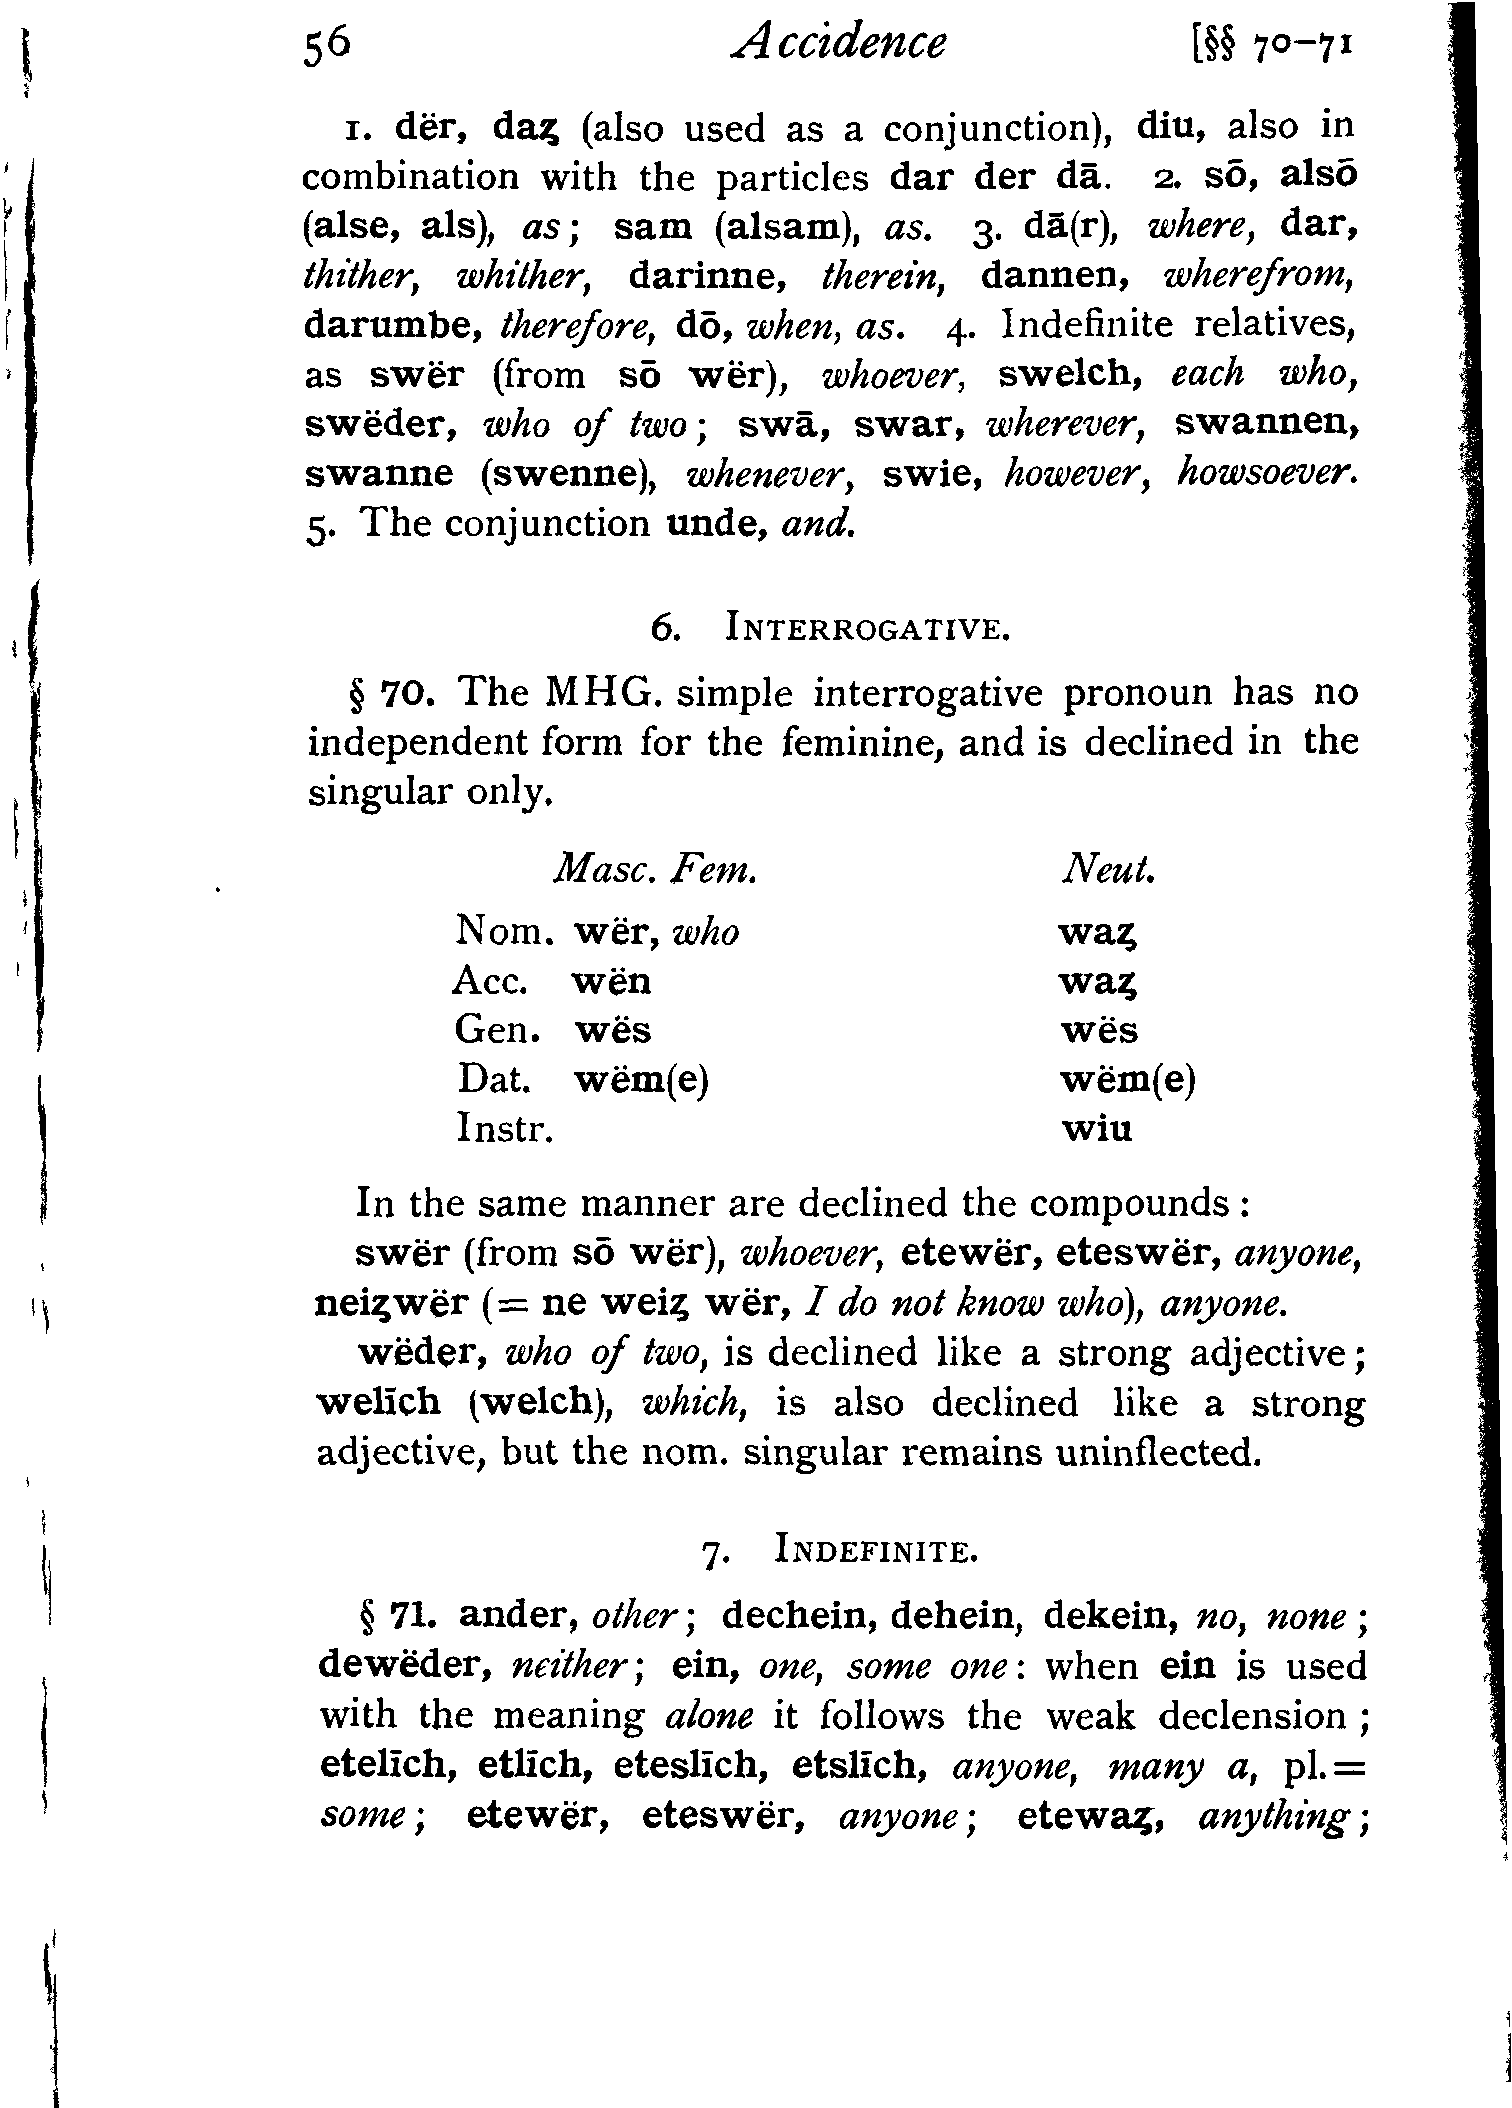 56 Accidence [§§ 70–71
1. dër, daʒ (also used as a conjunction), diu, also in
combination with the particles dar der dā. 2. sō, alsō
(alse, als), as; sam (alsam), as. 3. dā(r), where, dar,
thither, whither, darinne, therein, dannen, wherefrom,
darumbe, therefore, dō, when, as. 4. Indefinite relatives,
as swër (from sō wër), whoever, swelch, each who,
swëder, who of two; swā, swar, wherever, swannen,
swanne (swenne), whenever, swie, however, howsoever.
5. The conjunction unde, and.
6. INTERROGATIVE.
§ 70. The MHG. simple interrogative pronoun has no
independent form for the feminine, and is declined in the
singular only.
Masc. Fem. Neut.
Nom. wër, who waʒ
Acc. wën waʒ
Gen. wës wës
Dat. wëm(e) wëm(e)
Instr. wiu
In the same manner are declined the compounds:
swër (from sō wër), whoever, etewër, eteswër, anyone,
neiʒwër (= ne weiʒ wër, I do not know who), anyone.
wëder, who of two, is declined like a strong adjective;
welīch (welch), which, is also declined like a strong
adjective, but the nom. singular remains uninflected.
7. INDEFINITE.
§ 71. ander, other; dechein, dehein, dekein, no, none;
dewëder, neither; ein, one, some one: when ein is used
with the meaning alone it follows the weak declension;
etelīch, etlīch, eteslīch, etslīch, anyone, many a, pl.=
some; etewër, eteswër, anyone; etewaʒ, anything;